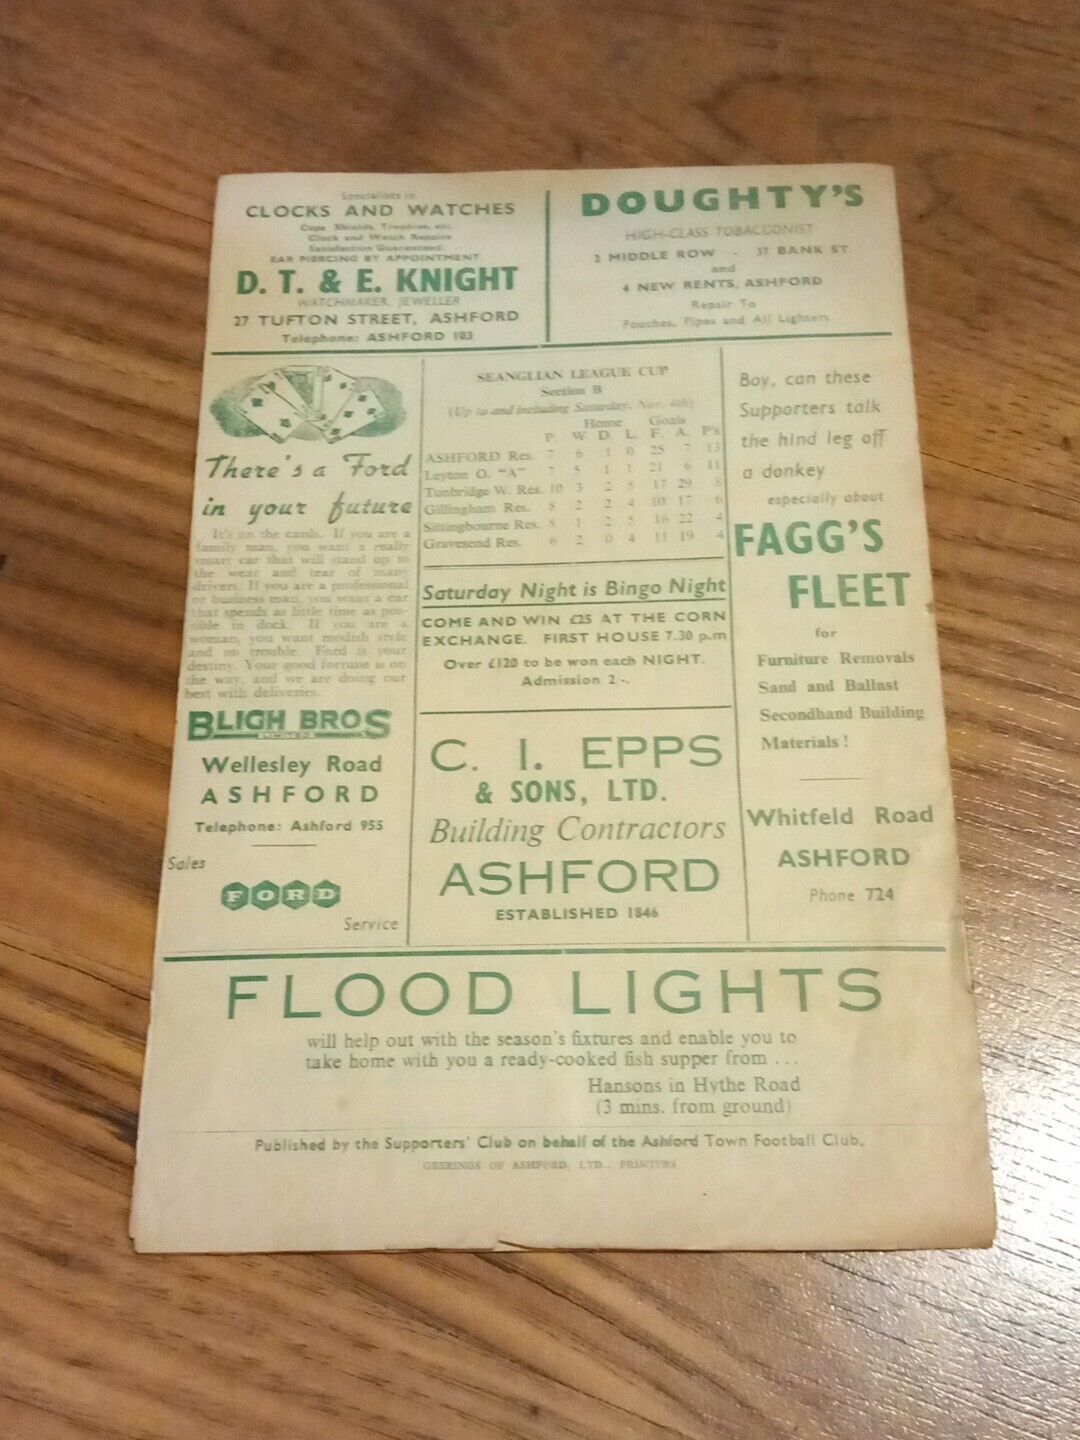 Specialists in
CLOCKS AND WATCHES
Cups Shields, Trophies, etc.
Clock and Watch Repairs
Satisfaction Guaranteed.
EAR PIERCING BY APPOINTMENT
D. T. & E. KNIGHT
WATCHMAKER, JEWELLER
27 TUFTON STREET, ASHFORD
Telephone: ASHFORD 103
DOUGHTY'S
HIGH-CLASS TOBACCONIST
2 MIDDLE ROW - 37 BANK ST.
and
4 NEW RENTS, ASHFORD
Repair To
Pouches, Pipes and All Lighters
There's a Ford
in your future
It's on the cards. If you are a
family man, you want a really
smart car that will stand up to
the wear and tear of many
drivers. If you are a professional
or business man, you want a car
that spends as little time as pos-
sible in dock. If you are a
woman, you want modish style
and no trouble. Ford is your
destiny. Your good fortune is on
the way, and we are doing our
best with deliveries.
BLIGH BROS
LIMITED
Wellesley Road
ASHFORD
Telephone: Ashford 955
Sales
FORD
Service
SEANGLIAN LEAGUE CUP
Section B
(Up to and including Saturday, Nov. 4th)
Home Goals
P. W D. L. F. A. P's
ASHFORD Res. 7 6 1 0 25 7 13
Leyton O. "A" 7 5 1 1 21 6 11
Tunbridge W. Res. 10 3 2 5 17 29 8
Gillingham Res. 8 2 2 4 10 17 6
Sittingbourne Res. 8 1 2 5 16 22 4
Gravesend Res. 6 2 0 4 11 19 4
Saturday Night is Bingo Night
COME AND WIN £25 AT THE CORN
EXCHANGE. FIRST HOUSE 7.30 p.m
Over £120 to be won each NIGHT.
Admission 2/-.
C. I. EPPS
& SONS, LTD.
Building Contractors
ASHFORD
ESTABLISHED 1846
Boy, can these
Supporters talk
the hind leg off
a donkey
especially about
FAGG'S
FLEET
for
Furniture Removals
Sand and Ballast
Secondhand Building
Materials!
Whitfeld Road
ASHFORD
Phone 724
FLOOD LIGHTS
will help out with the season's fixtures and enable you to
take home with you a ready-cooked fish supper from ...
Hansons in Hythe Road
(3 mins. from ground)
Published by the Supporters' Club on behalf of the Ashford Town Football Club.
GEERINGS OF ASHFORD, LTD., PRINTERS